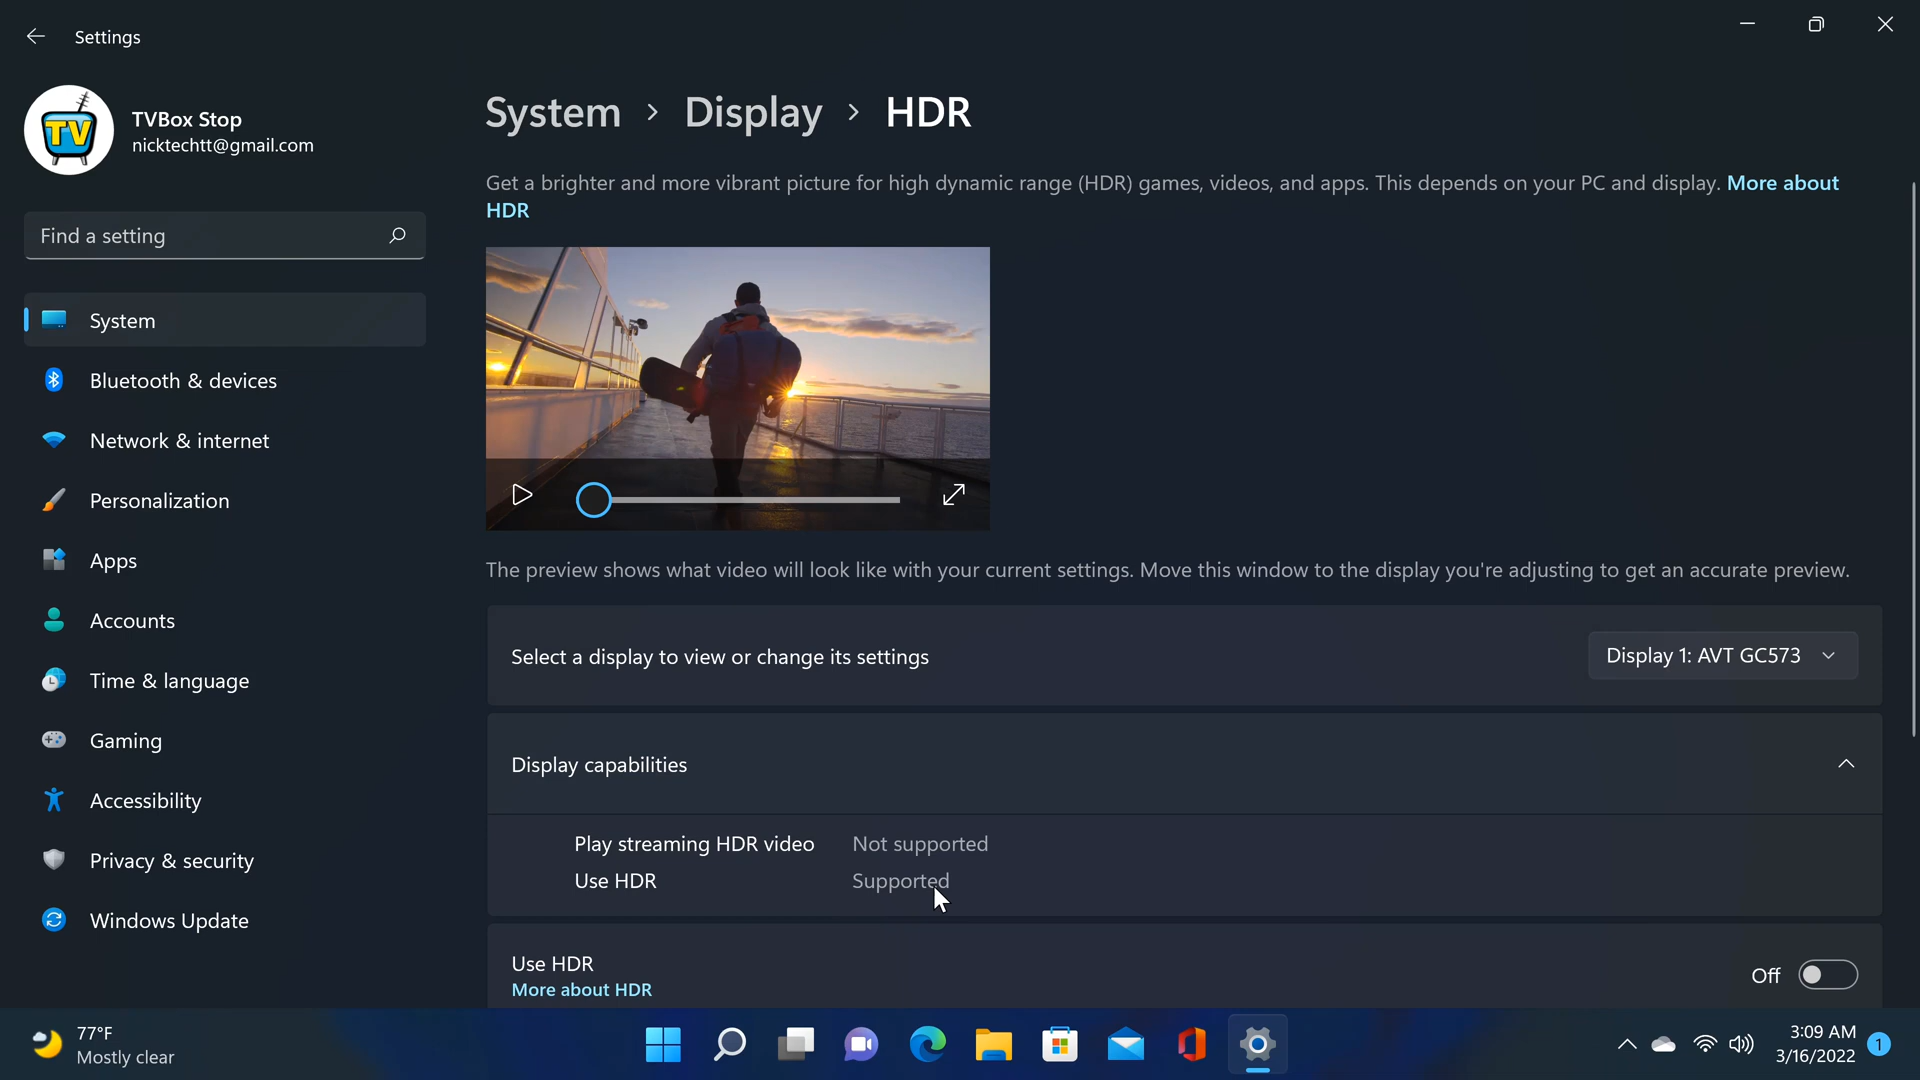 Settings
TV
TVBox Stop
nicktechtt@gmail.com
Find a setting
System
Bluetooth & devices
Network & internet
Personalization
Apps
Accounts
Time & language
Gaming
Accessibility
Privacy & security
Windows Update
System > Display > HDR
Get a brighter and more vibrant picture for high dynamic range (HDR) games, videos, and apps. This depends on your PC and display. More about
HDR
The preview shows what video will look like with your current settings. Move this window to the display you're adjusting to get an accurate preview.
Select a display to view or change its settings
Display 1: AVT GC573
Display capabilities
Play streaming HDR video Not supported
Use HDR Supported
Use HDR
More about HDR
Off
77°F
Mostly clear
3:09 AM
3/16/2022
1